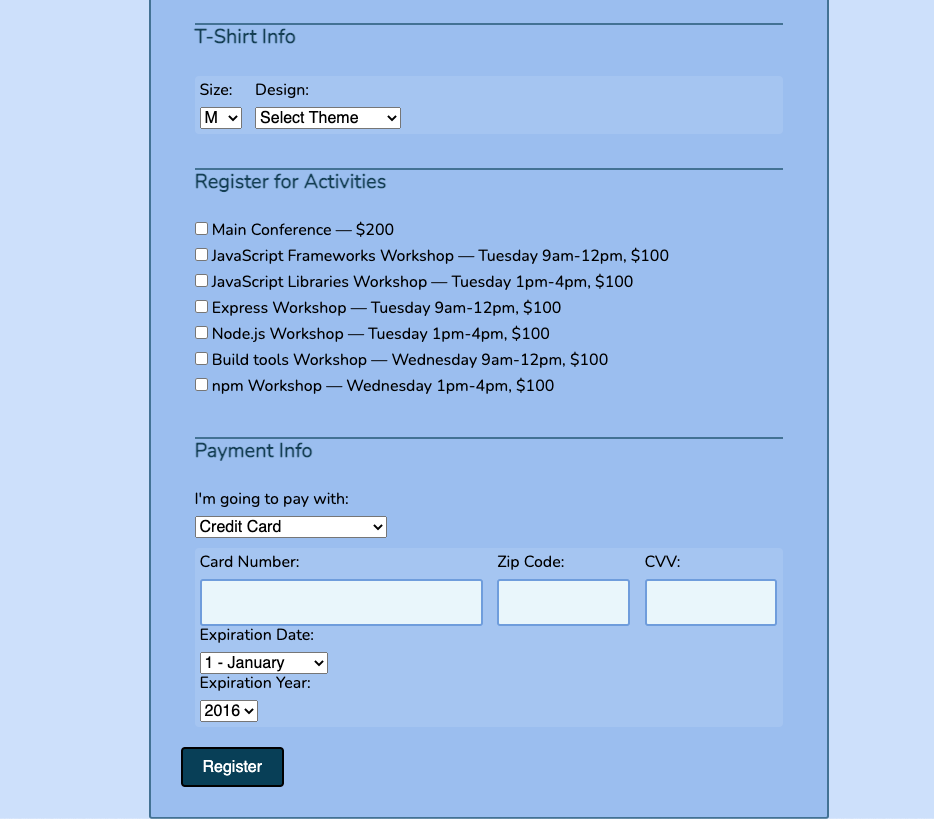 T-Shirt Info
Size: Design:
M Select Theme
Register for Activities
Main Conference — $200
JavaScript Frameworks Workshop — Tuesday 9am-12pm, $100
JavaScript Libraries Workshop — Tuesday 1pm-4pm, $100
Express Workshop — Tuesday 9am-12pm, $100
Node.js Workshop — Tuesday 1pm-4pm, $100
Build tools Workshop — Wednesday 9am-12pm, $100
npm Workshop — Wednesday 1pm-4pm, $100
Payment Info
I'm going to pay with:
Credit Card
Card Number: Zip Code: CVV:
Expiration Date:
1 - January
Expiration Year:
2016
Register